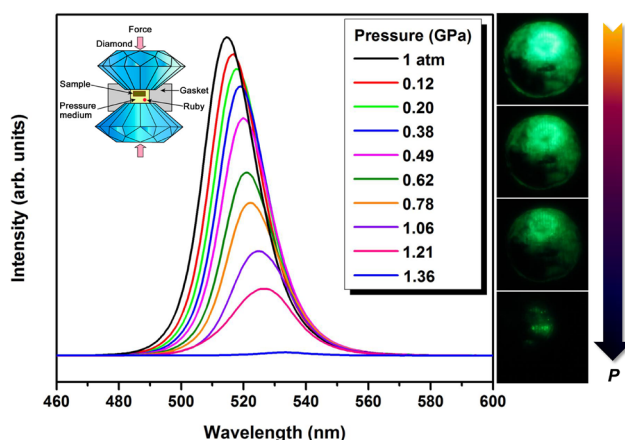 Force
Diamond
Sample
Gasket
Pressure
medium
Ruby
Pressure (GPa)
1 atm
0.12
0.20
0.38
0.49
0.62
0.78
1.06
1.21
1.36
Intensity (arb. units)
460 480 500 520 540 560 580 600
Wavelength (nm)
P